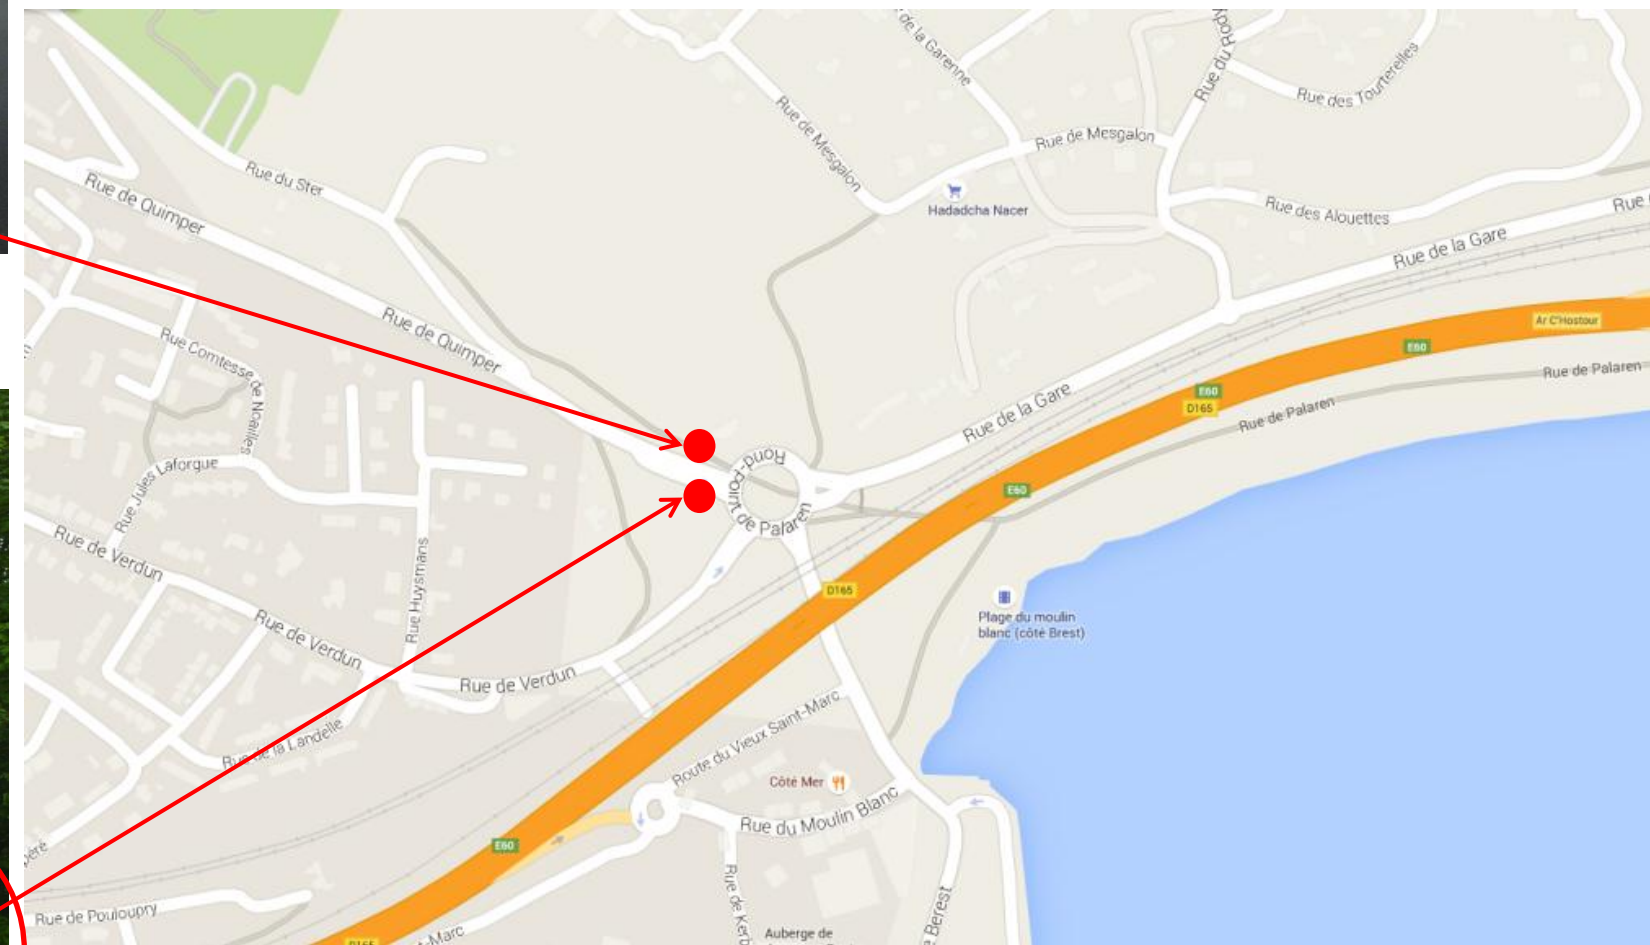 de la Garenne
Rue du Rody
Rue des Tourterelles
Rue de Mesgalon
Rue de Mesgalon
Rue du Ster
Rue de Quimper
Hadadcha Nacer
Rue des Alouettes
Rue
Rue de la Gare
Ar C'Hostour
Rue de Quimper
E60
Rue Comtesse de Noailles
Rue de Palaren
E60
D165
Rue de la Gare
Rue de Palaren
Rue Jules Laforgue
Rond-Point de Palaren
E60
Rue de Verdun
Rue Huysmans
D165
Plage du moulin
blanc (côté Brest)
Rue de Verdun
Rue de Verdun
Rue de la Landelle
Route du Vieux Saint-Marc
Côté Mer
Rue du Moulin Blanc
E60
péré
Rue de Kerb
e Berest
Rue de Pouloupry
t-Marc
Auberge de
D165